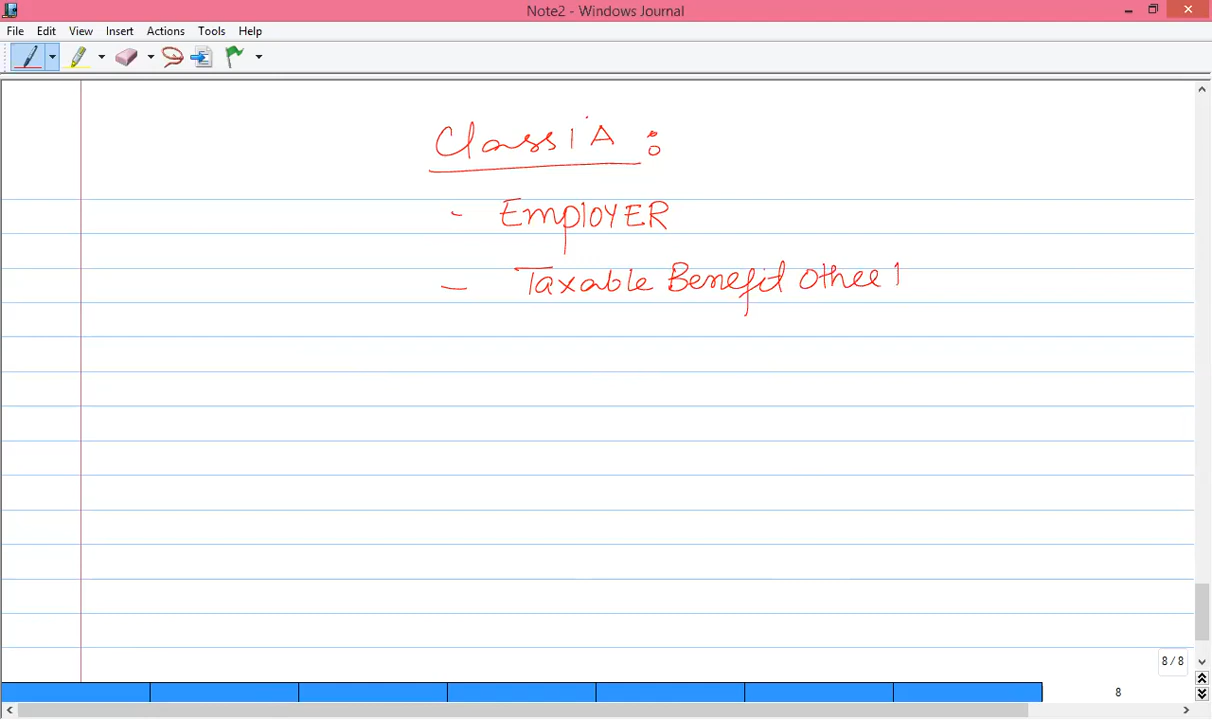 Note2 - Windows Journal
File Edit View Insert Actions Tools Help
Class 1A :
- EmployER
- Taxable Benefit Other
8 / 8
8